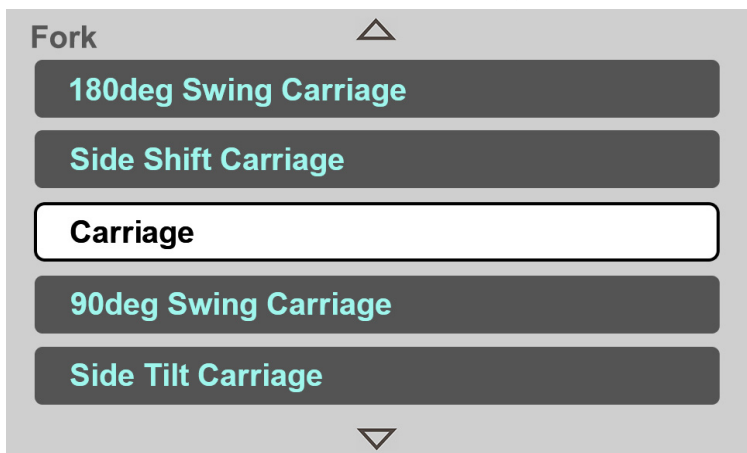 Fork
180deg Swing Carriage
Side Shift Carriage
Carriage
90deg Swing Carriage
Side Tilt Carriage